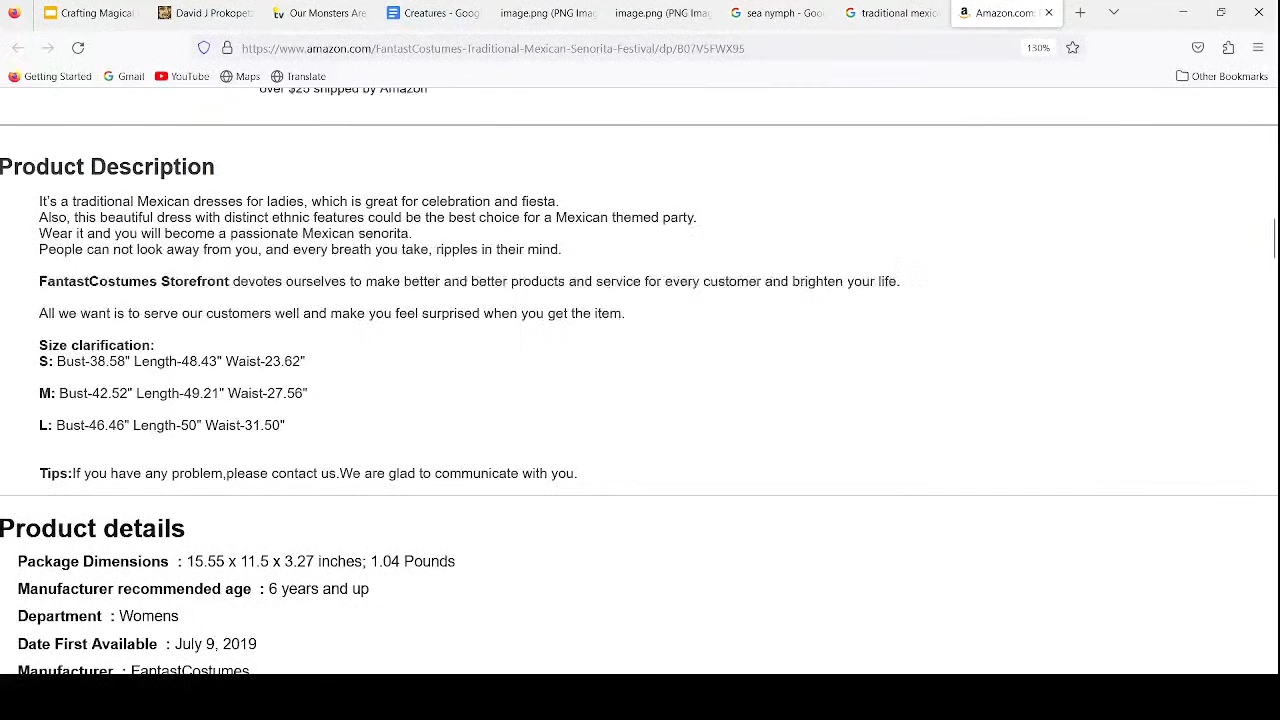 Crafting Magical
David J Prokopetz
Our Monsters Are
Creatures - Goog
image.png (PNG Imag
image.png (PNG Imag
sea nymph - Goo
traditional mexic
Amazon.com:
https://www.amazon.com/FantastCostumes-Traditional-Mexican-Senorita-Festival/dp/B07V5FWX95
130%
Getting Started
Gmail
YouTube
Maps
Translate
Other Bookmarks
over $25 shipped by Amazon
Product Description
It's a traditional Mexican dresses for ladies, which is great for celebration and fiesta.
Also, this beautiful dress with distinct ethnic features could be the best choice for a Mexican themed party.
Wear it and you will become a passionate Mexican senorita.
People can not look away from you, and every breath you take, ripples in their mind.
FantastCostumes Storefront devotes ourselves to make better and better products and service for every customer and brighten your life.
All we want is to serve our customers well and make you feel surprised when you get the item.
Size clarification:
S: Bust-38.58" Length-48.43" Waist-23.62"
M: Bust-42.52" Length-49.21" Waist-27.56"
L: Bust-46.46" Length-50" Waist-31.50"
Tips:If you have any problem,please contact us.We are glad to communicate with you.
Product details
Package Dimensions : 15.55 x 11.5 x 3.27 inches; 1.04 Pounds
Manufacturer recommended age : 6 years and up
Department : Womens
Date First Available : July 9, 2019
Manufacturer : FantastCostumes